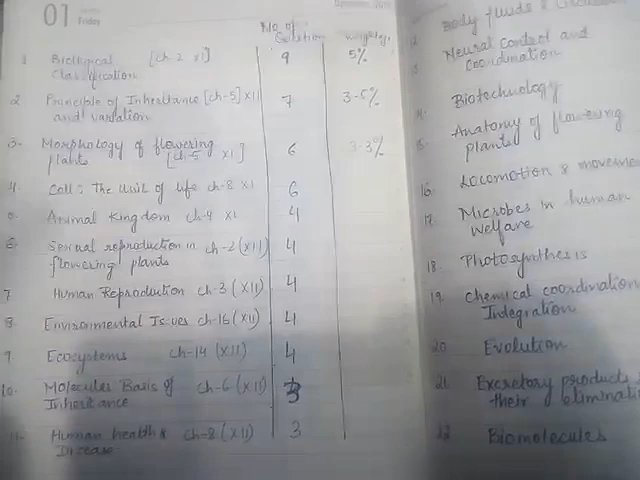 01
Friday
No. of
Question
weightage
1 Biological [ch-2 XI] 9 5%
Classification
2 Principle of Inheritance [ch-5] XII 7 3.5%
and variation
3- Morphology of flowering 6 3.3%
plants [ch-5 XI]
4. Cell: The Unit of life ch-8 XI 6
5- Animal Kingdom ch-4 XI 4
6- Sexual reproduction in ch-2 (XII) 4
flowering plants
7. Human Reproduction ch-3 (XII) 4
8. Environmental Issues ch-16 (XII) 4
9. Ecosystems ch-14 (XII) 4
10. Molecules Basis of ch-6 (XII) 3
Inheritance
11. Human health & ch-8 (XII) 3
Disease
Body fluids &
Neural Control and
Coordination
14. Biotechnology
15. Anatomy of flowering
plants
16. Locomotion & movement
17. Microbes in human
welfare
18. Photosynthesis
19. Chemical coordination
Integration
20 Evolution
21. Excretory products
their elimination
22 Biomolecules